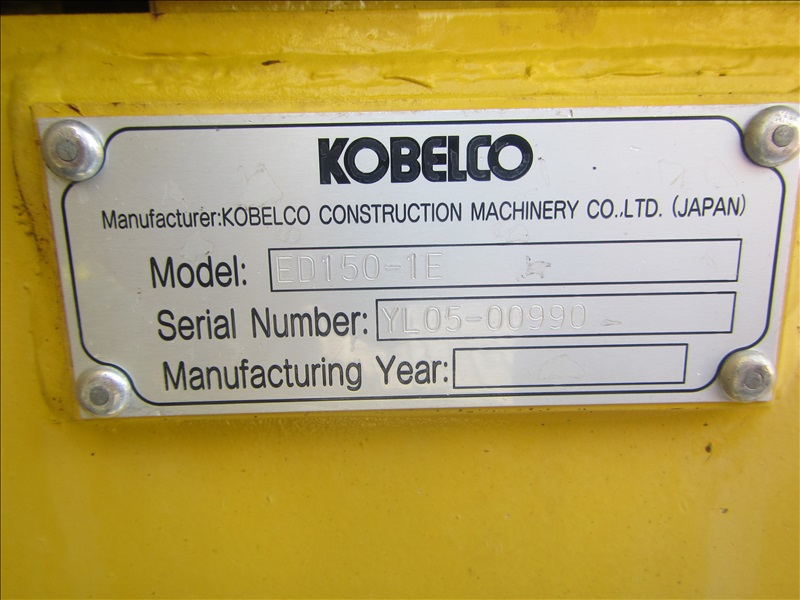 KOBELCO
Manufacturer:KOBELCO CONSTRUCTION MACHINERY CO.,LTD. (JAPAN)
Model: ED150-1E
Serial Number: YL05-00990
Manufacturing Year: